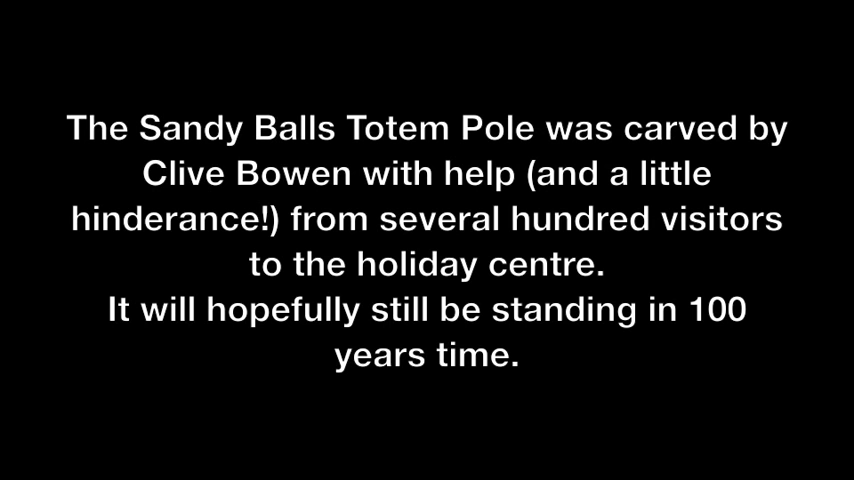 The Sandy Balls Totem Pole was carved by
Clive Bowen with help (and a little
hinderance!) from several hundred visitors
to the holiday centre.
It will hopefully still be standing in 100
years time.